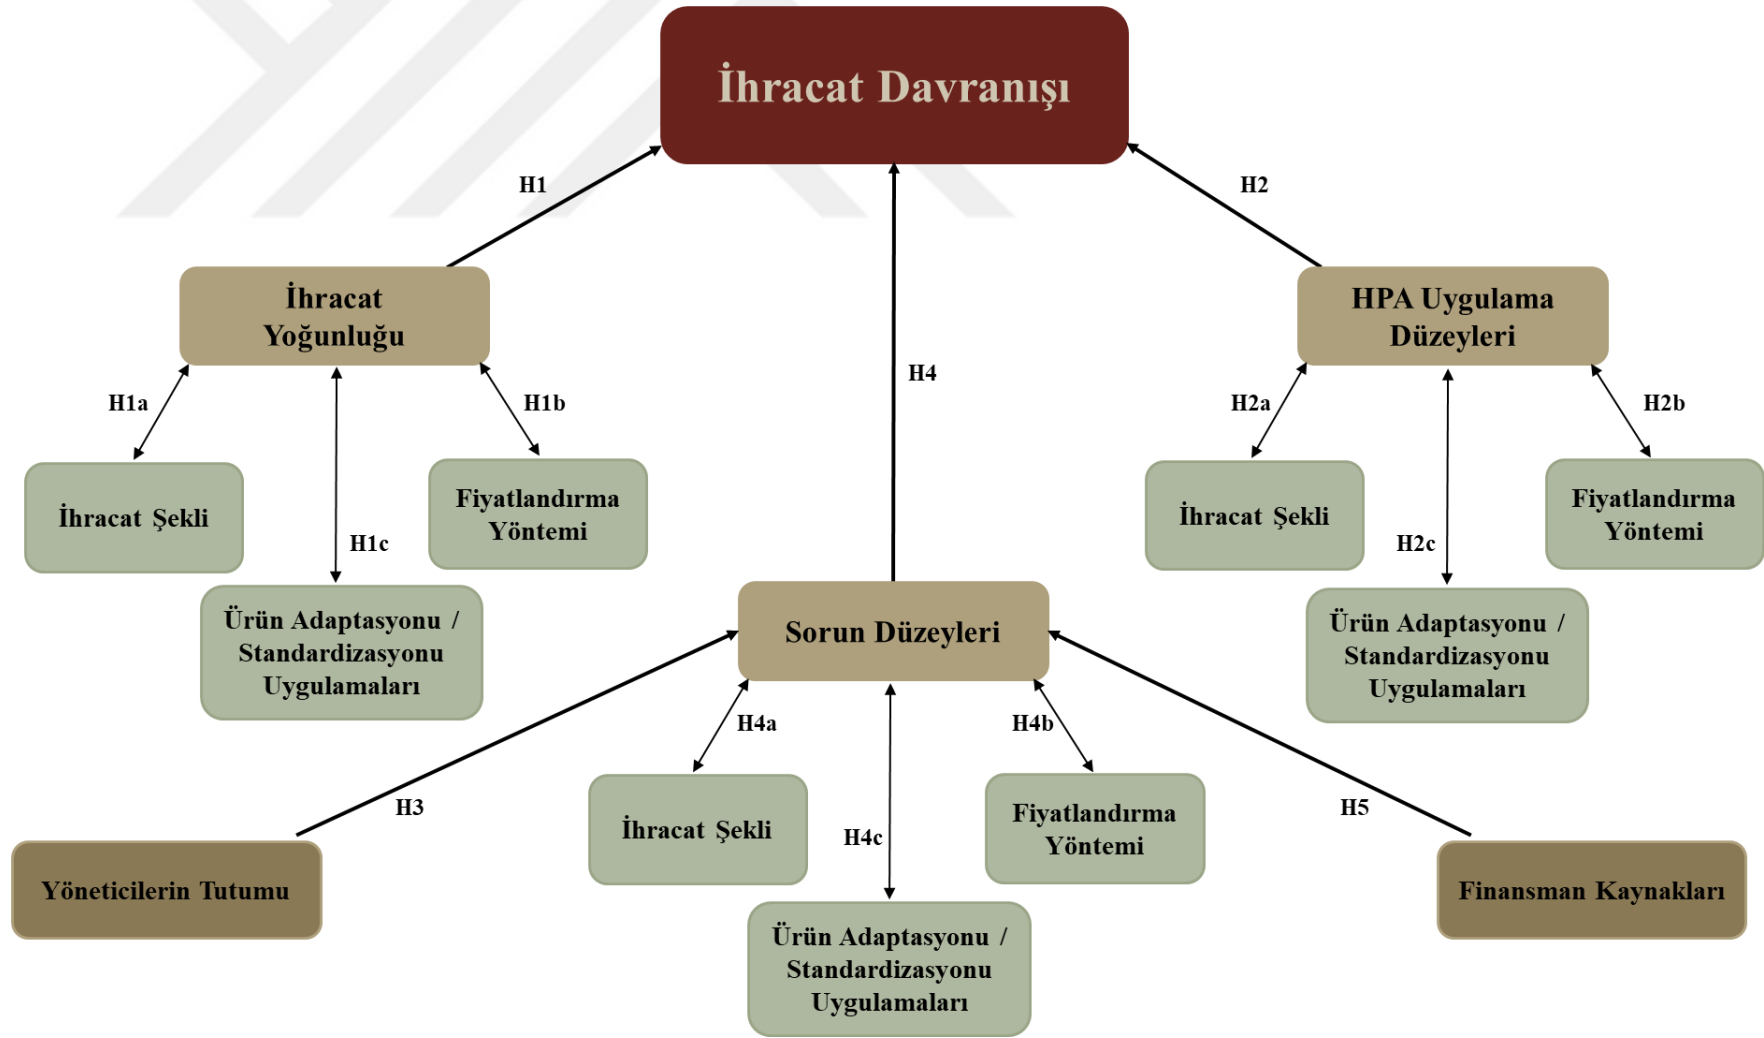 İhracat Davranışı
H1
H2
İhracat
Yoğunluğu
HPA Uygulama
Düzeyleri
H4
H1a
H1b
H2a
H2b
İhracat Şekli
Fiyatlandırma
Yöntemi
H1c
Ürün Adaptasyonu /
Standardizasyonu
Uygulamaları
İhracat Şekli
Fiyatlandırma
Yöntemi
H2c
Ürün Adaptasyonu /
Standardizasyonu
Uygulamaları
Sorun Düzeyleri
H4a
H4b
H3
H5
İhracat Şekli
Fiyatlandırma
Yöntemi
H4c
Yöneticilerin Tutumu
Finansman Kaynakları
Ürün Adaptasyonu /
Standardizasyonu
Uygulamaları